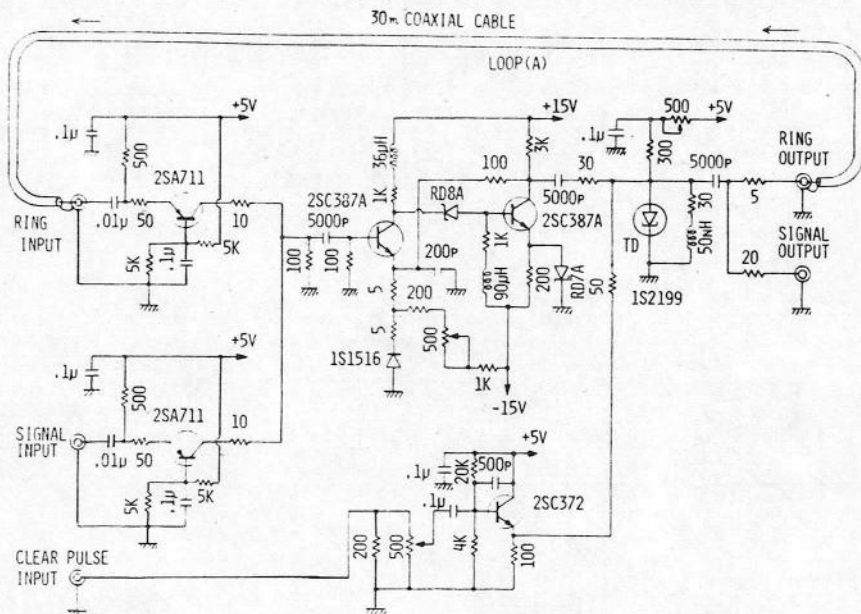 30m COAXIAL CABLE
LOOP(A)
+5V
.1µ
500
2SA711
.01µ
50
10
RING
INPUT
5K
.1µ
5K
100
5000P
100
2SC387A
36µH
1K
RD8A
100
+15V
3K
5000P
30
2SC387A
200P
1K
90µH
200
RD7A
5
200
5
500
1S1516
1K
-15V
50
.1µ
500
+5V
300
5000P
TD
30
50nH
1S2199
5
20
RING
OUTPUT
SIGNAL
OUTPUT
+5V
.1µ
500
2SA711
SIGNAL
INPUT
.01µ
50
10
5K
.1µ
5K
+5V
.1µ
20K
500P
2SC372
.1µ
4K
100
200
500
CLEAR PULSE
INPUT